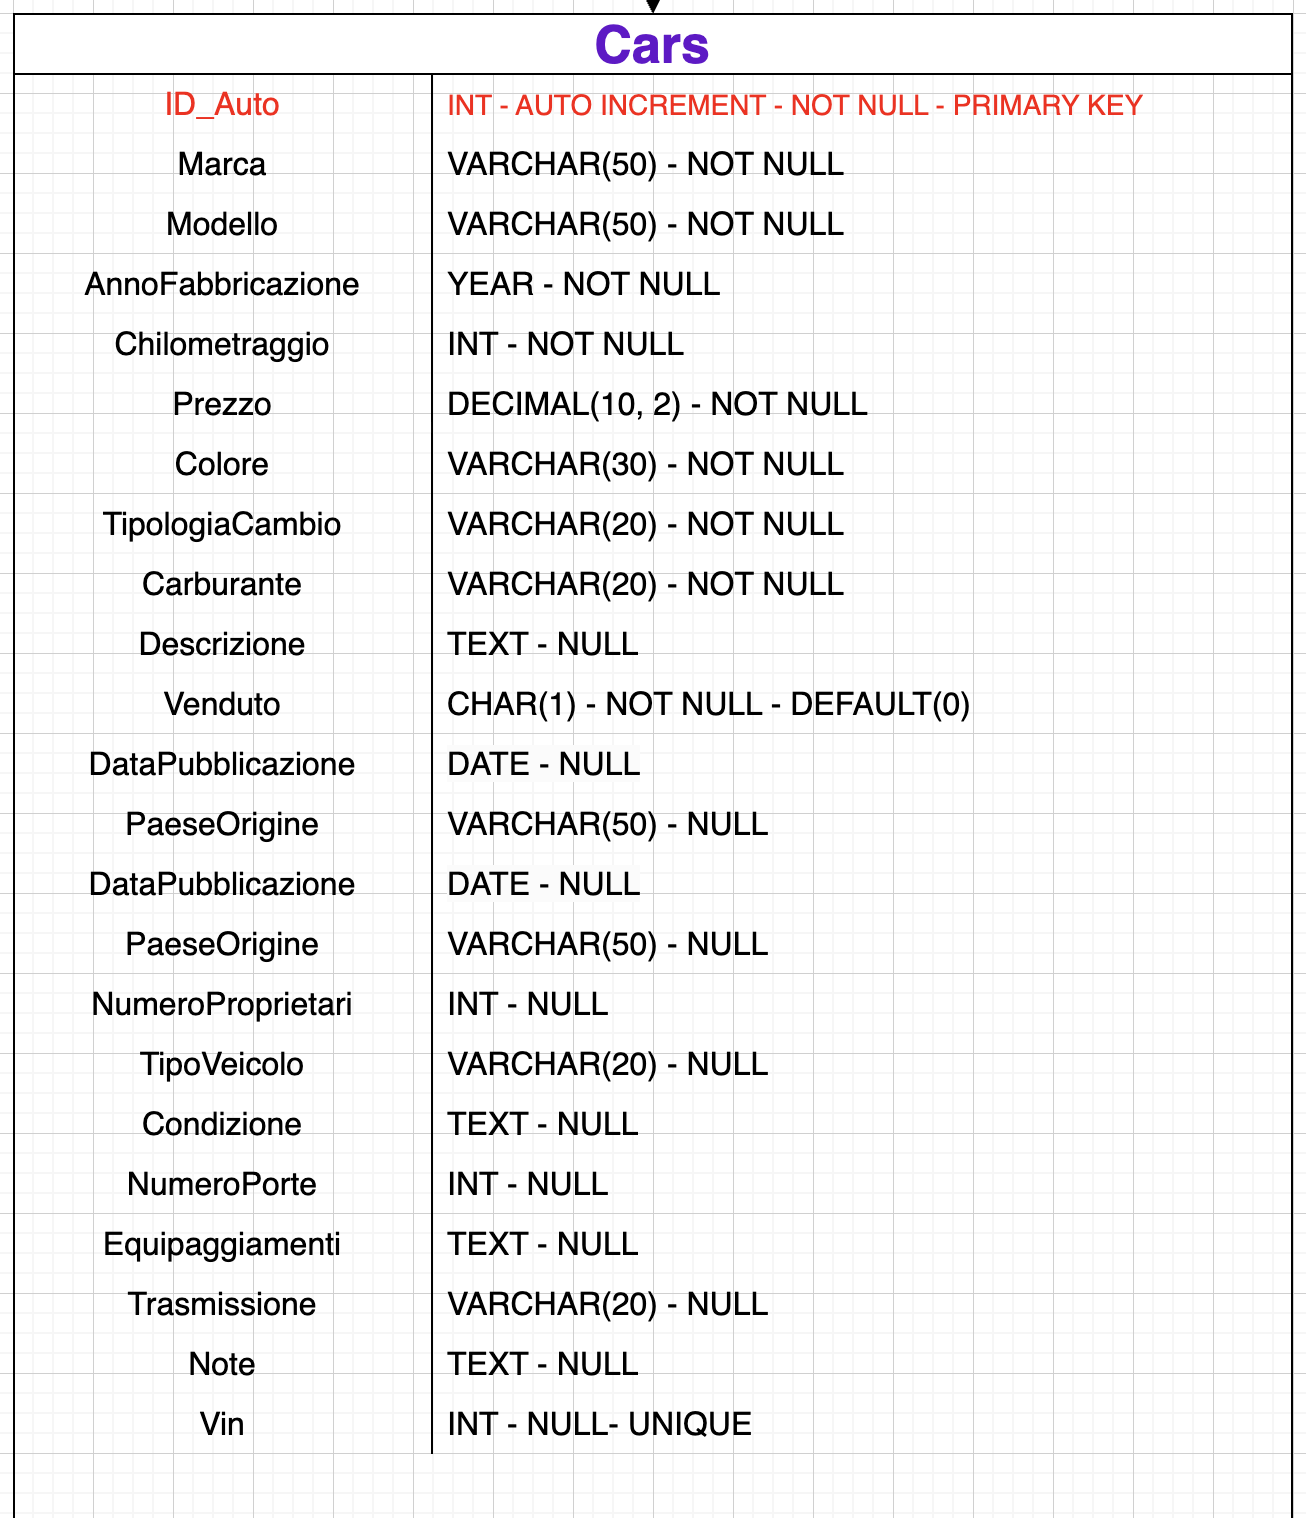 Cars
ID_Auto INT - AUTO INCREMENT - NOT NULL - PRIMARY KEY
Marca VARCHAR(50) - NOT NULL
Modello VARCHAR(50) - NOT NULL
AnnoFabbricazione YEAR - NOT NULL
Chilometraggio INT - NOT NULL
Prezzo DECIMAL(10, 2) - NOT NULL
Colore VARCHAR(30) - NOT NULL
TipologiaCambio VARCHAR(20) - NOT NULL
Carburante VARCHAR(20) - NOT NULL
Descrizione TEXT - NULL
Venduto CHAR(1) - NOT NULL - DEFAULT(0)
DataPubblicazione DATE - NULL
PaeseOrigine VARCHAR(50) - NULL
DataPubblicazione DATE - NULL
PaeseOrigine VARCHAR(50) - NULL
NumeroProprietari INT - NULL
TipoVeicolo VARCHAR(20) - NULL
Condizione TEXT - NULL
NumeroPorte INT - NULL
Equipaggiamenti TEXT - NULL
Trasmissione VARCHAR(20) - NULL
Note TEXT - NULL
Vin INT - NULL- UNIQUE